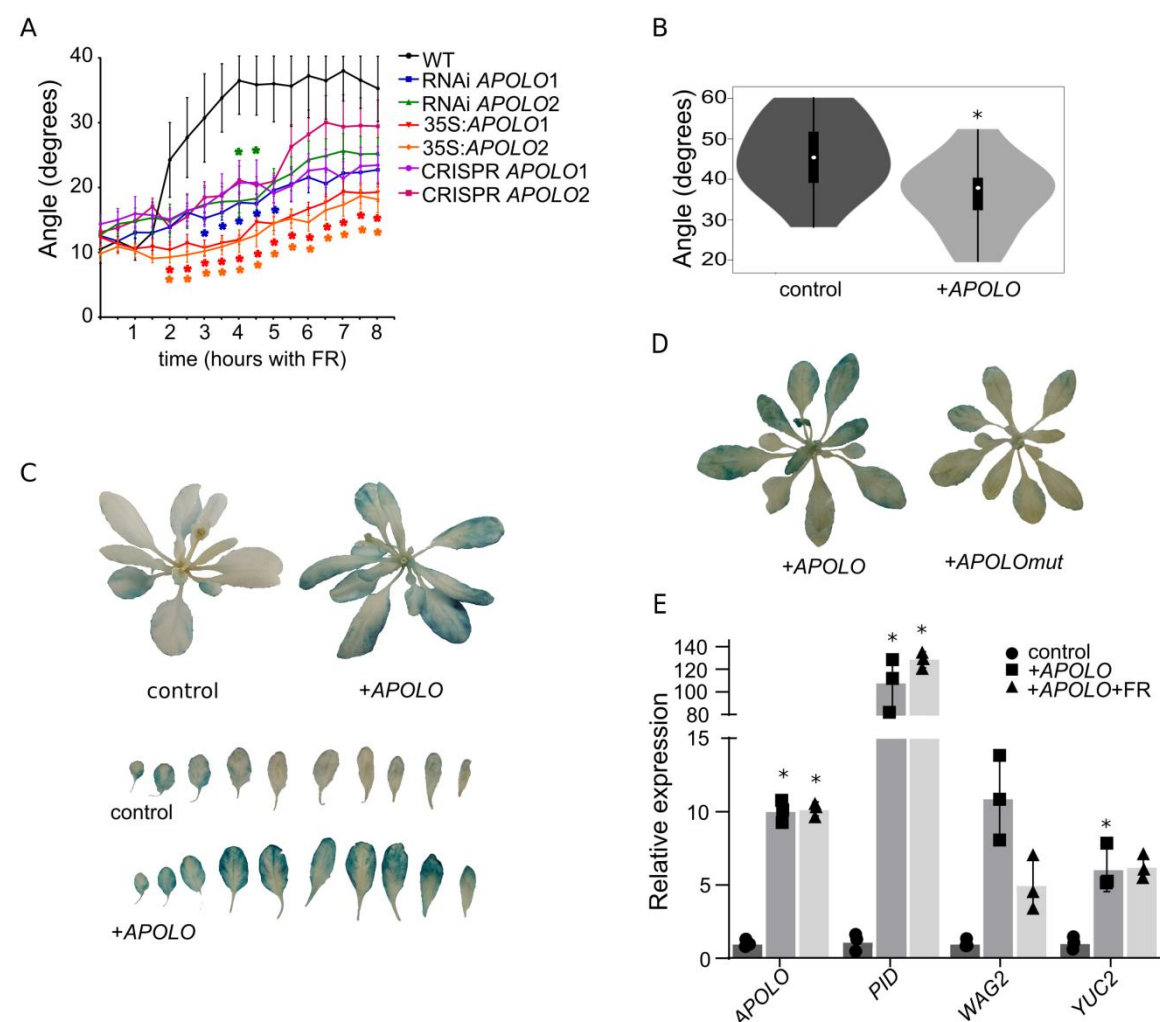 A
Angle (degrees)
40
30
20
10
0
1 2 3 4 5 6 7 8
time (hours with FR)
WT
RNAi APOLO1
RNAi APOLO2
35S:APOLO1
35S:APOLO2
CRISPR APOLO1
CRISPR APOLO2
B
Angle (degrees)
60
50
40
30
20
*
control +APOLO
C
control +APOLO
control
+APOLO
D
+APOLO +APOLOmut
E
Relative expression
140
120
100
80
15
10
5
0
* * * * *
control
+APOLO
+APOLO+FR
APOLO PID WAG2 YUC2